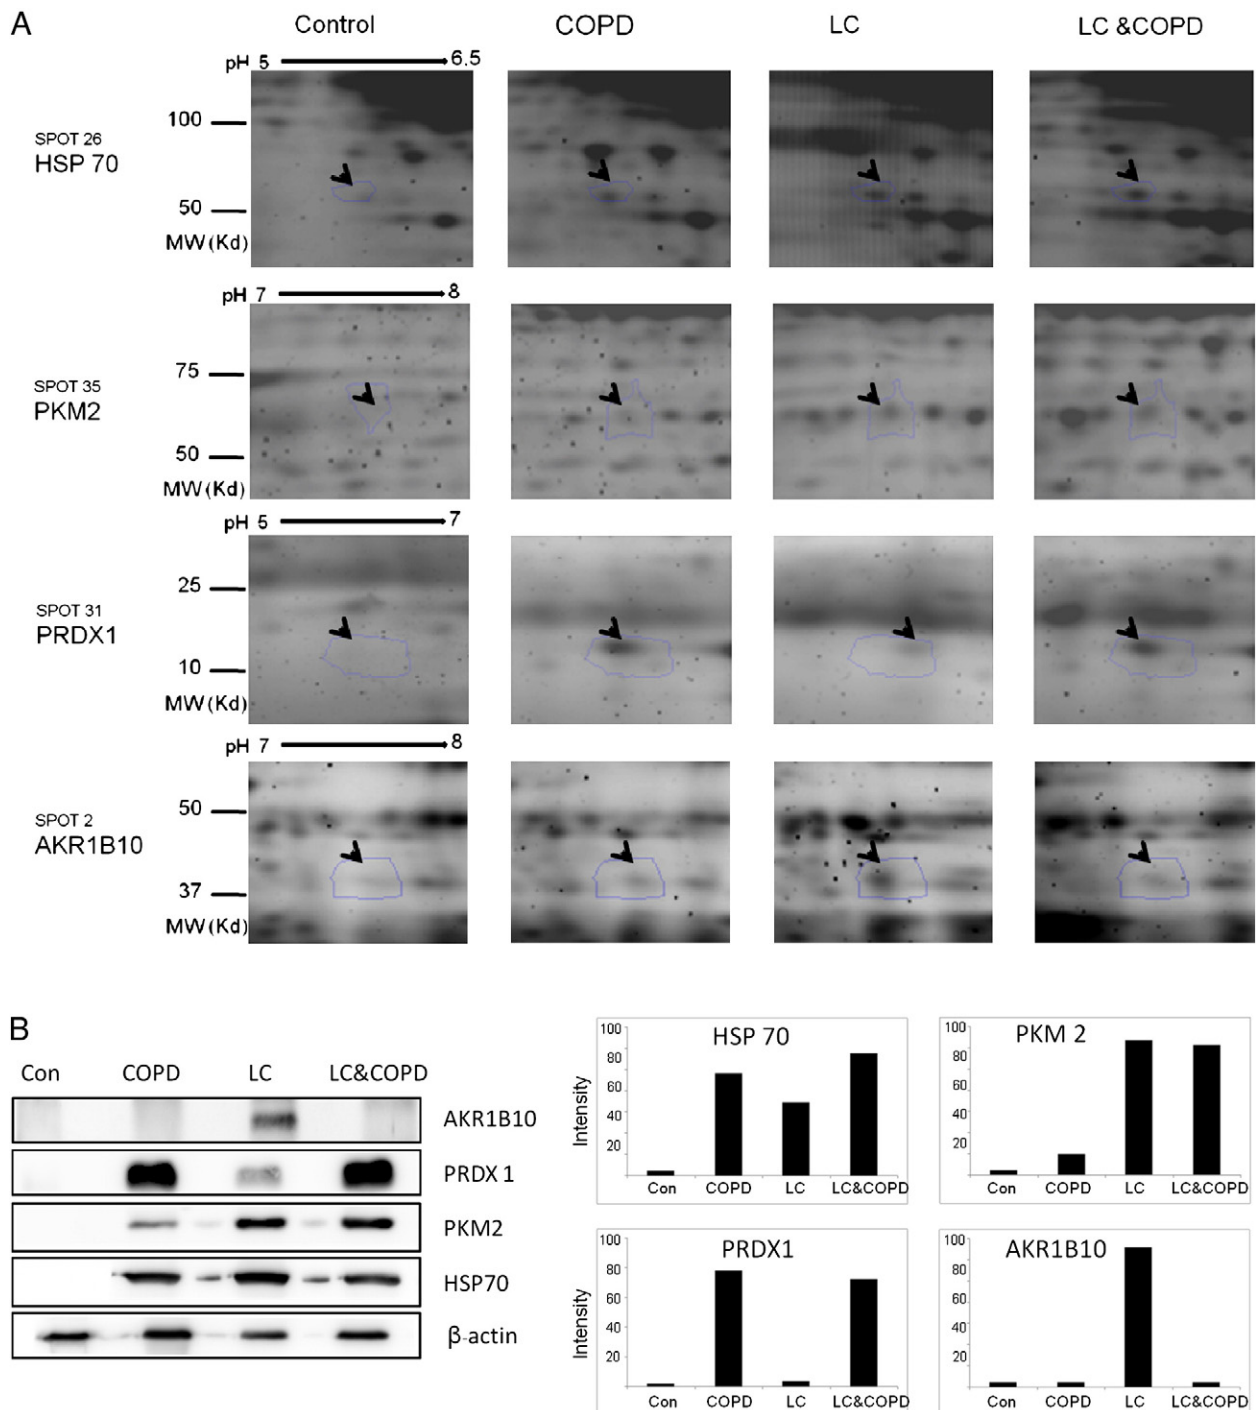 A
Control COPD LC LC &COPD
pH 5 6.5
100
SPOT 26
HSP 70
50
MW(Kd)
pH 7 8
75
SPOT 35
PKM2
50
MW(Kd)
pH 5 7
25
SPOT 31
PRDX1
10
MW(Kd)
pH 7 8
50
SPOT 2
AKR1B10
37
MW(Kd)
B
Con COPD LC LC&COPD
AKR1B10
PRDX 1
PKM2
HSP70
β-actin
HSP 70
Intensity
100
80
60
40
20
Con COPD LC LC&COPD
PKM 2
100
80
60
40
20
Con COPD LC LC&COPD
PRDX1
Intensity
100
80
60
40
20
Con COPD LC LC&COPD
AKR1B10
100
80
60
40
20
Con COPD LC LC&COPD